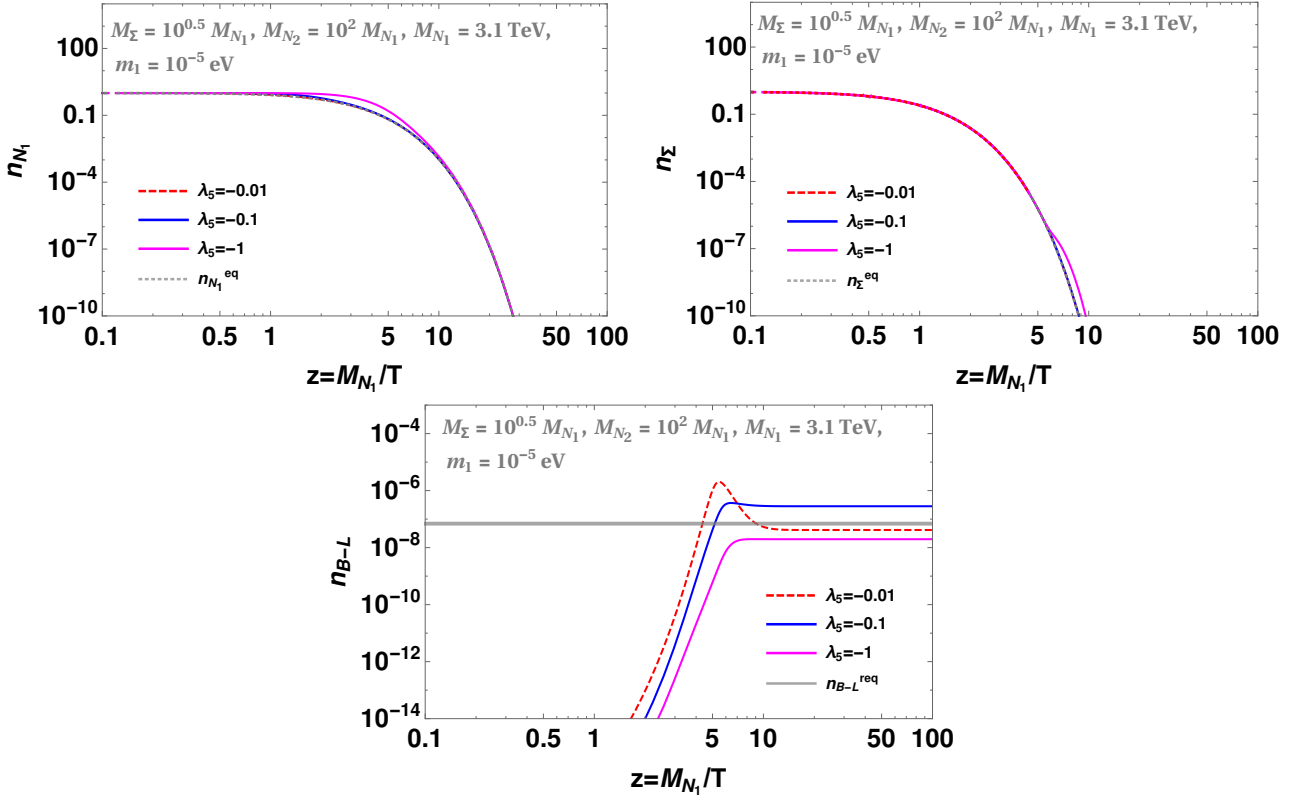 M_Σ = 10^0.5 M_N₁, M_N₂ = 10^2 M_N₁, M_N₁ = 3.1 TeV,
m₁ = 10^−5 eV
n_N₁
100
0.1
10^−4
10^−7
10^−10
λ₅=−0.01
λ₅=−0.1
λ₅=−1
n_N₁^eq
0.1 0.5 1 5 10 50 100
z=M_N₁/T
M_Σ = 10^0.5 M_N₁, M_N₂ = 10^2 M_N₁, M_N₁ = 3.1 TeV,
m₁ = 10^−5 eV
n_Σ
100
0.1
10^−4
10^−7
10^−10
λ₅=−0.01
λ₅=−0.1
λ₅=−1
n_Σ^eq
0.1 0.5 1 5 10 50 100
z=M_N₁/T
M_Σ = 10^0.5 M_N₁, M_N₂ = 10^2 M_N₁, M_N₁ = 3.1 TeV,
m₁ = 10^−5 eV
n_B−L
10^−4
10^−6
10^−8
10^−10
10^−12
10^−14
λ₅=−0.01
λ₅=−0.1
λ₅=−1
n_B−L^req
0.1 0.5 1 5 10 50 100
z=M_N₁/T